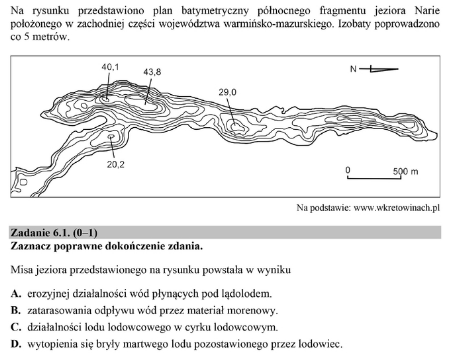 Na rysunku przedstawiono plan batymetryczny północnego fragmentu jeziora Narie
położonego w zachodniej części województwa warmińsko-mazurskiego. Izobaty poprowadzono
co 5 metrów.
40,1
43,8
29,0
N
20,2
0 500 m
Na podstawie: www.wkretowinach.pl
Zadanie 6.1. (0–1)
Zaznacz poprawne dokończenie zdania.
Misa jeziora przedstawionego na rysunku powstała w wyniku
A. erozyjnej działalności wód płynących pod lądolodem.
B. zatarasowania odpływu wód przez materiał morenowy.
C. działalności lodu lodowcowego w cyrku lodowcowym.
D. wytopienia się bryły martwego lodu pozostawionego przez lodowiec.